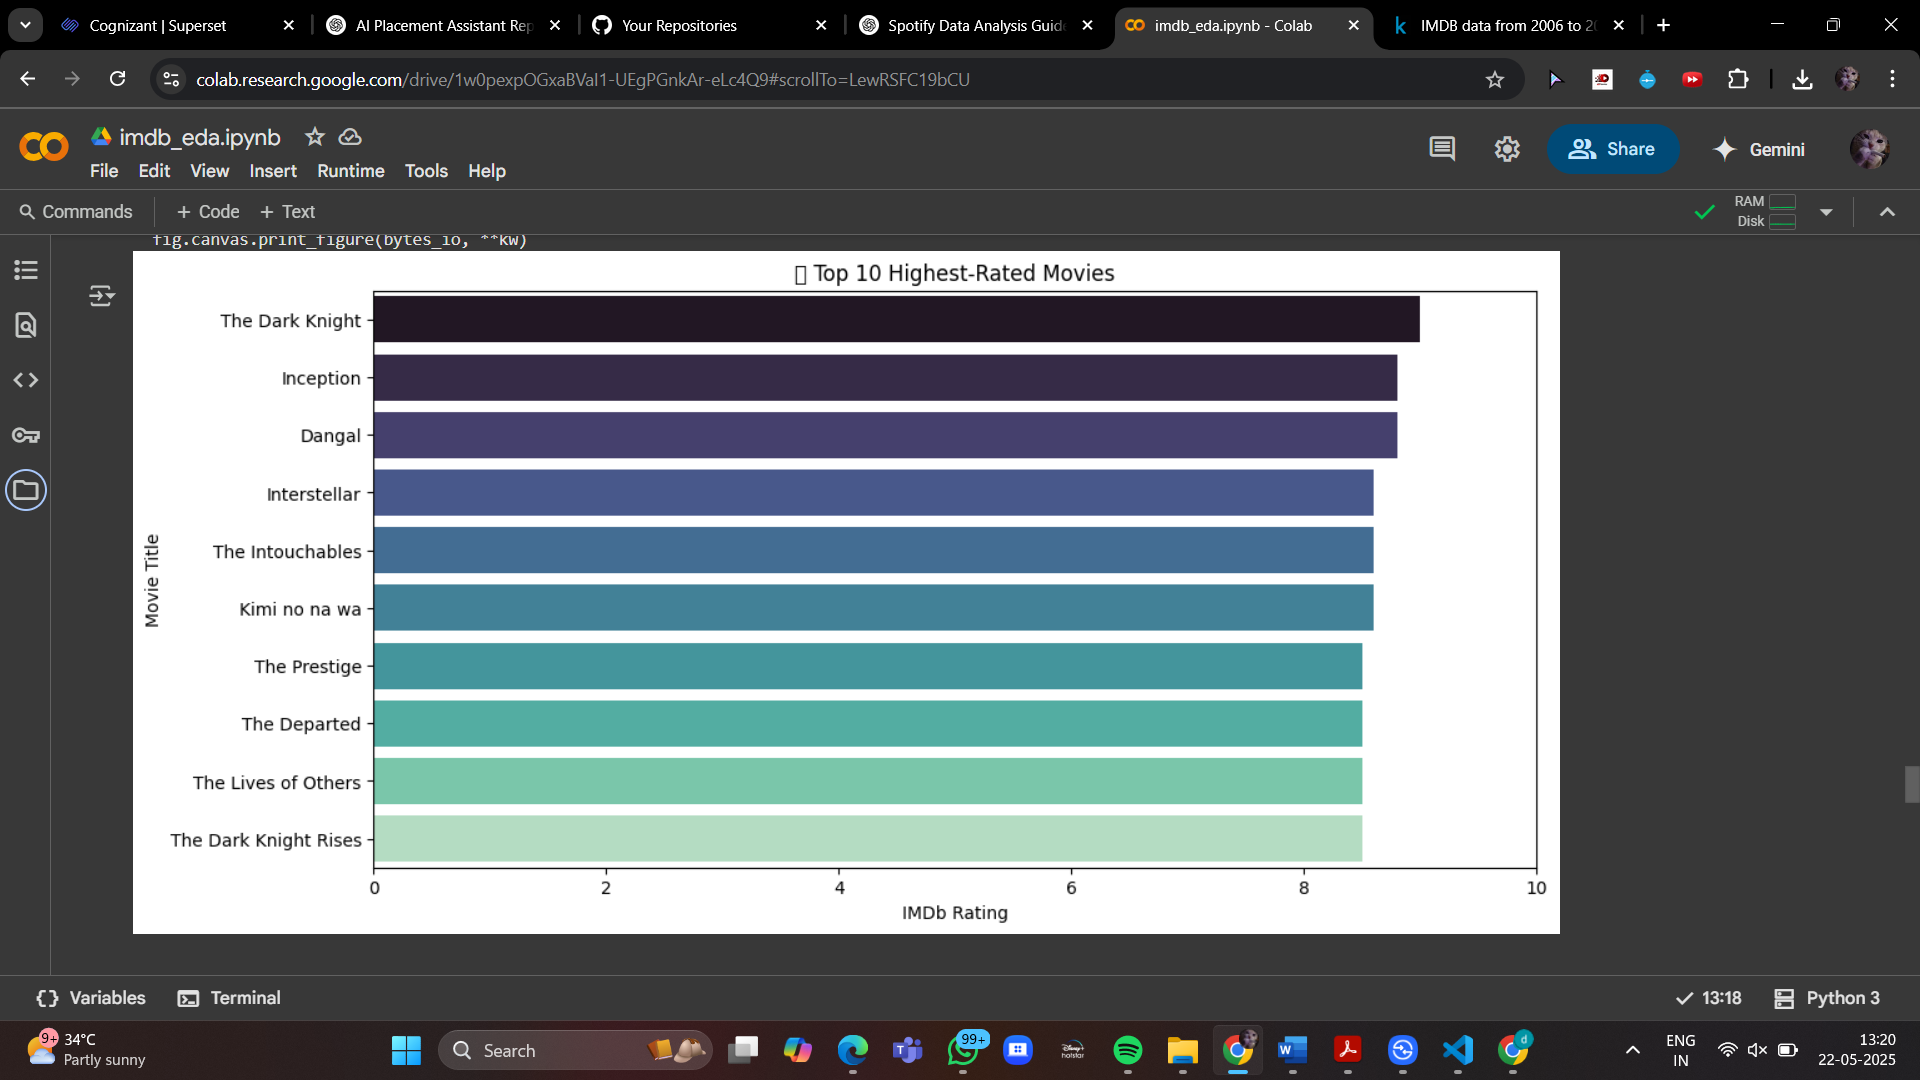 Cognizant | Superset
AI Placement Assistant Rep
Your Repositories
Spotify Data Analysis Guide
imdb_eda.ipynb - Colab
IMDB data from 2006 to 20
colab.research.google.com/drive/1w0pexpOGxaBVaI1-UEgPGnkAr-eLc4Q9#scrollTo=LewRSFC19bCU
imdb_eda.ipynb
File Edit View Insert Runtime Tools Help
Share
Gemini
Commands + Code + Text
RAM
Disk
fig.canvas.print_figure(bytes_io, **kw)
Top 10 Highest-Rated Movies
The Dark Knight
Inception
Dangal
Interstellar
The Intouchables
Kimi no na wa
The Prestige
The Departed
The Lives of Others
The Dark Knight Rises
Movie Title
0 2 4 6 8 10
IMDb Rating
Variables Terminal
13:18 Python 3
9+
34°C
Partly sunny
Search
99+
Disney+
hotstar
d
ENG
IN
13:20
22-05-2025